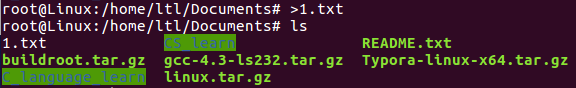 root@Linux:/home/ltl/Documents# >1.txt
root@Linux:/home/ltl/Documents# ls
1.txt CS_learn README.txt
buildroot.tar.gz gcc-4.3-ls232.tar.gz Typora-linux-x64.tar.gz
C_language_learn linux.tar.gz